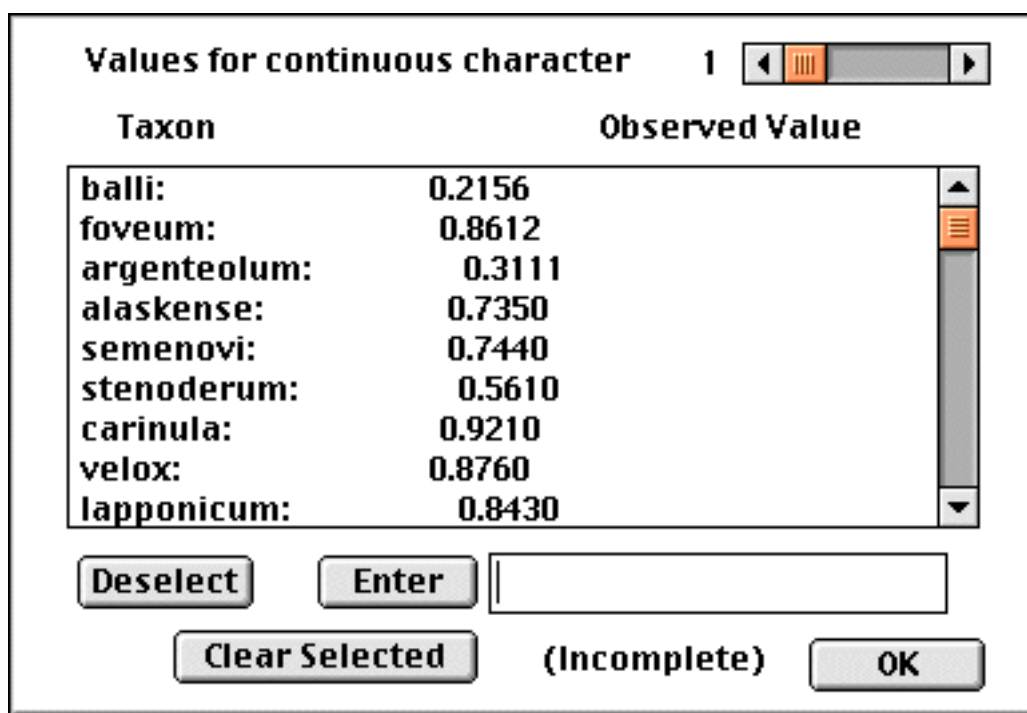 Values for continuous character 1
Taxon Observed Value
balli: 0.2156
foveum: 0.8612
argenteolum: 0.3111
alaskense: 0.7350
semenovi: 0.7440
stenoderum: 0.5610
carinula: 0.9210
velox: 0.8760
lapponicum: 0.8430
Deselect Enter
Clear Selected (Incomplete) OK